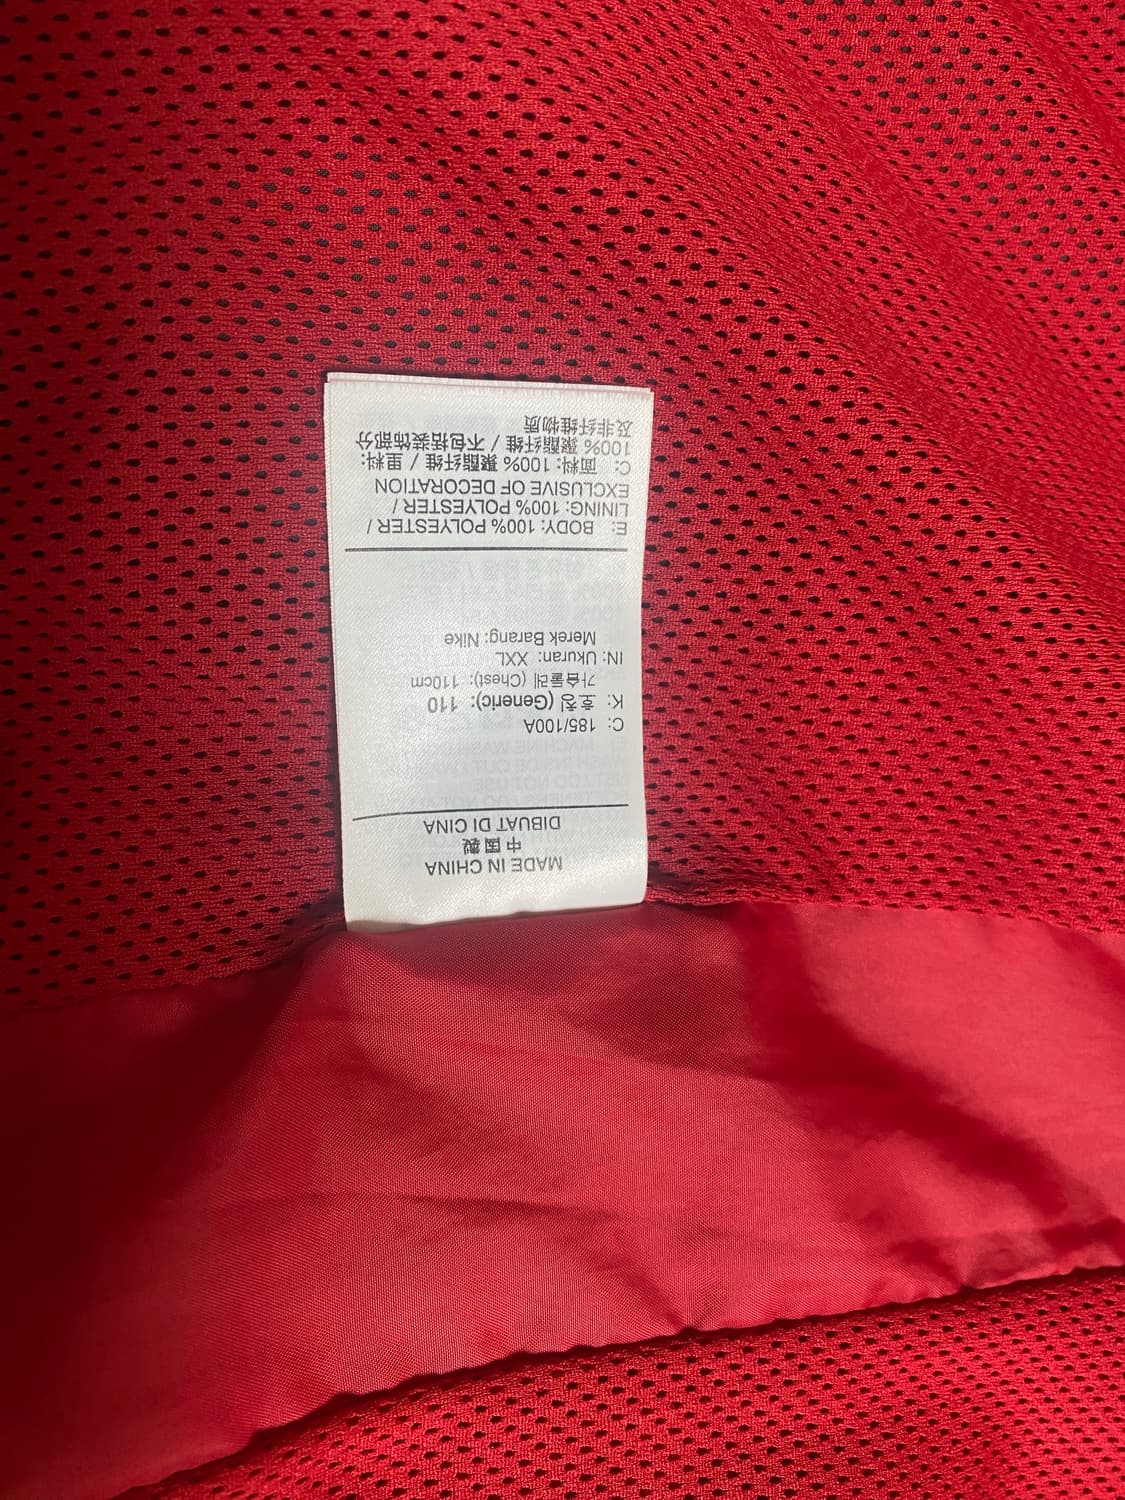 MADE IN CHINA
中国製
DIBUAT DI CINA
C: 185/100A
K: 호칭 (Generic): 110
가슴둘레 (Chest): 110cm
IN: Ukuran: XXL
Merek Barang: Nike
E: BODY: 100% POLYESTER /
LINING: 100% POLYESTER /
EXCLUSIVE OF DECORATION
C: 面料: 100% 聚酯纤维 / 里料:
100% 聚酯纤维 / 不包括装饰部分
及非纤维物质